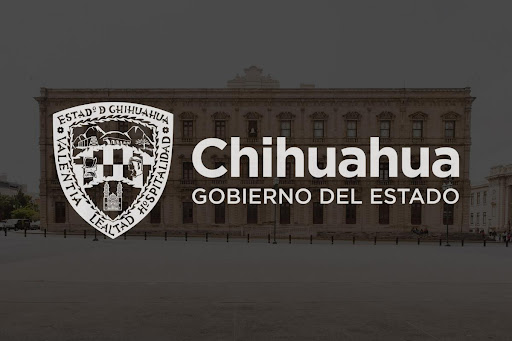 ESTADº D CHIHUAHUA
VALENTIA
LEALTAD
HOSPITALIDAD
Chihuahua
GOBIERNO DEL ESTADO